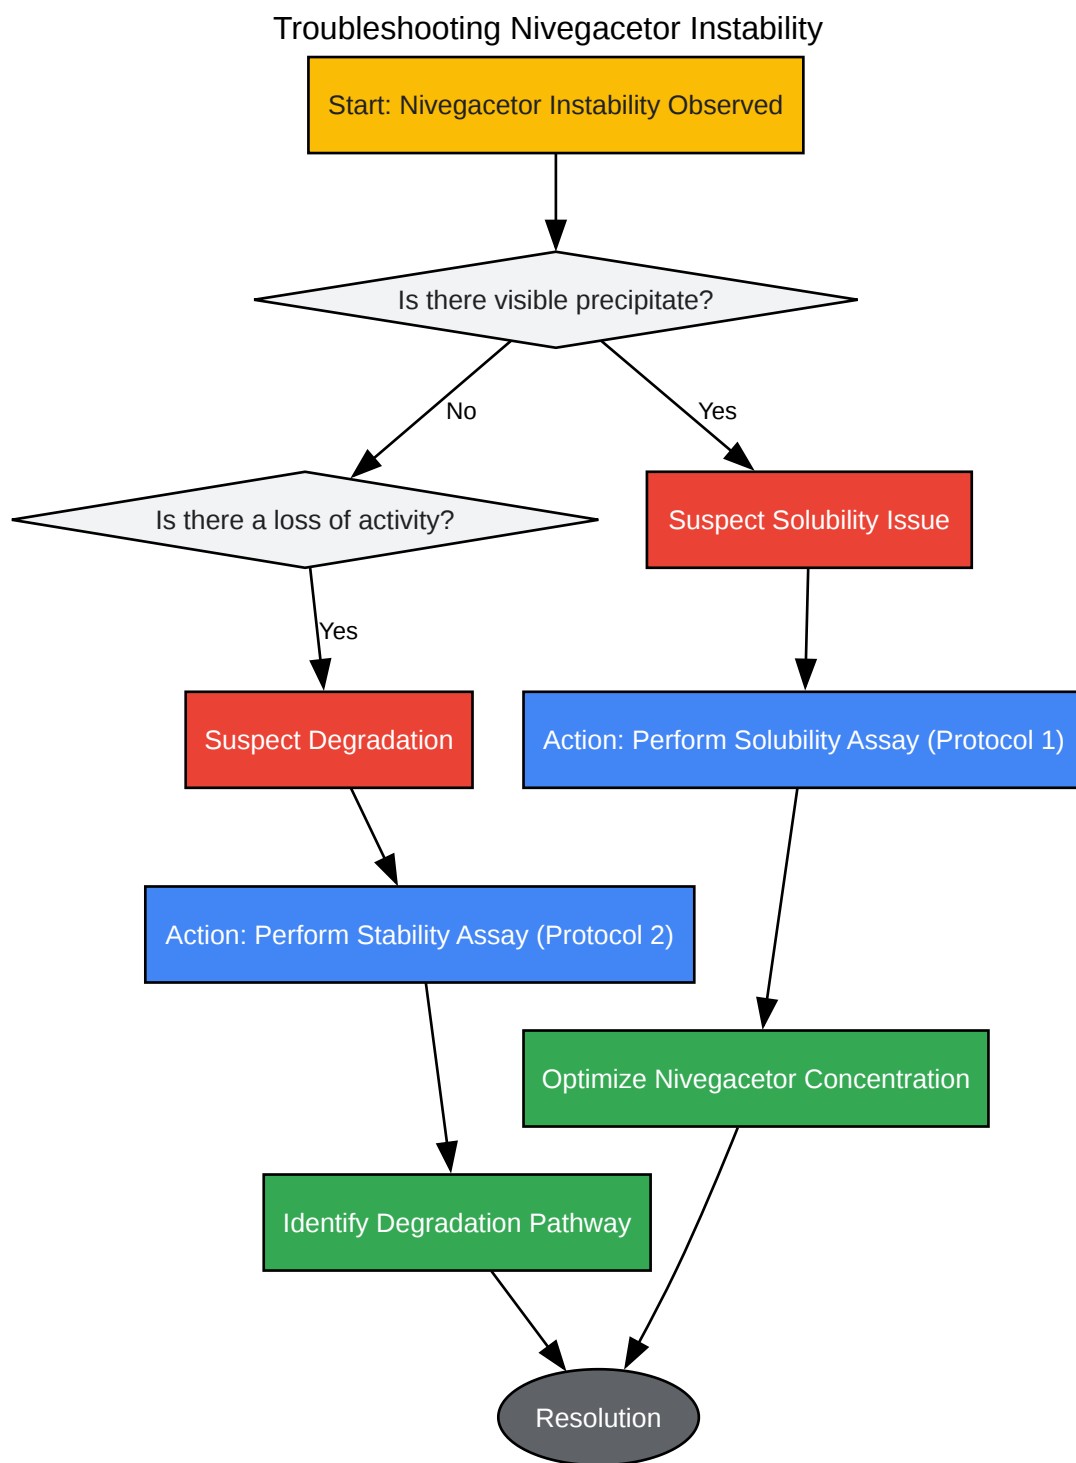 Troubleshooting Nivegacetor Instability
Start: Nivegacetor Instability Observed
Is there visible precipitate?
No
Yes
Is there a loss of activity?
Suspect Solubility Issue
Yes
Suspect Degradation
Action: Perform Solubility Assay (Protocol 1)
Action: Perform Stability Assay (Protocol 2)
Optimize Nivegacetor Concentration
Identify Degradation Pathway
Resolution